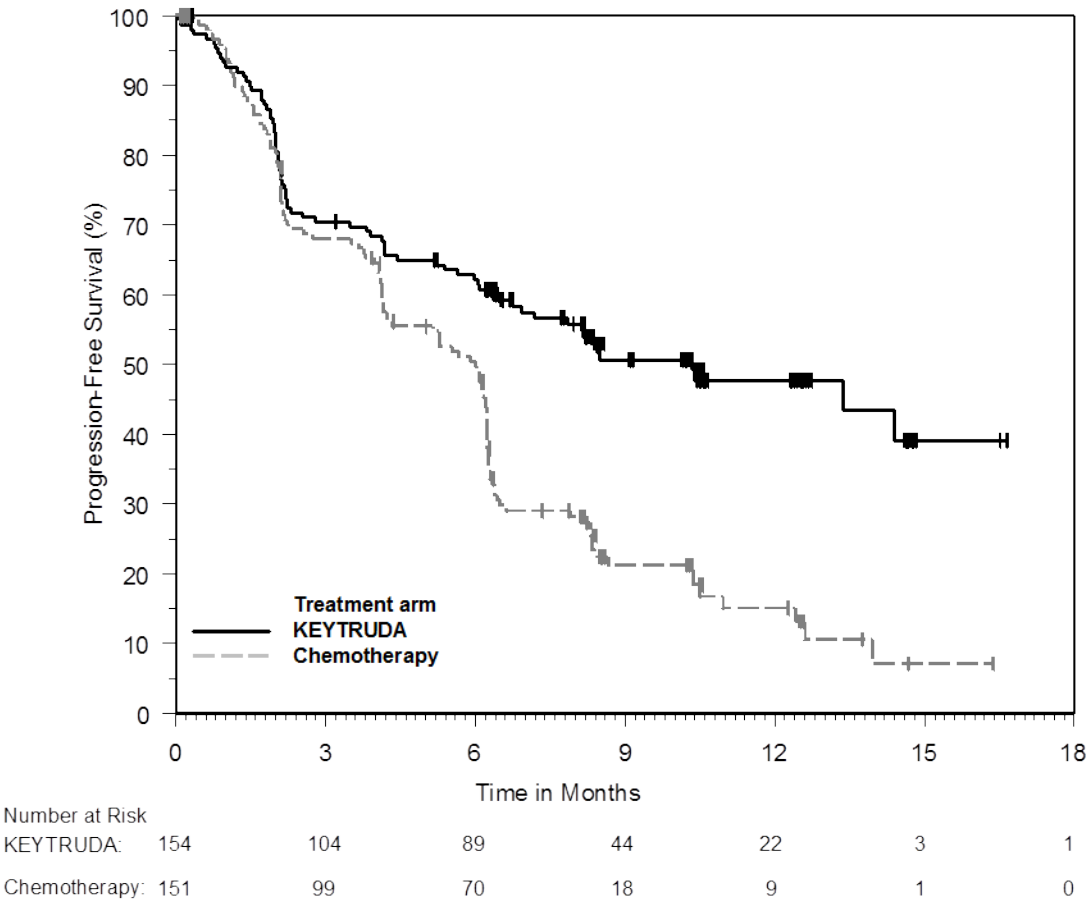 100
90
80
70
60
50
40
30
20
10
0
Progression-Free Survival (%)
Treatment arm
KEYTRUDA
Chemotherapy
0 3 6 9 12 15 18
Time in Months
Number at Risk
KEYTRUDA: 154 104 89 44 22 3 1
Chemotherapy: 151 99 70 18 9 1 0